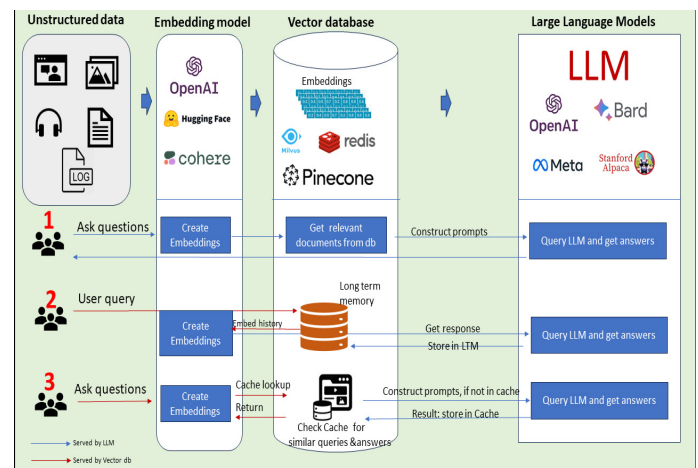 Unstructured data
Embedding model
Vector database
Large Language Models
LOG
OpenAI
Hugging Face
cohere
Embeddings
Milvus
redis
Pinecone
LLM
OpenAI
Bard
Meta
Stanford
Alpaca
1
Ask questions
Create
Embeddings
Get relevant
documents from db
Construct prompts
Query LLM and get answers
2
User query
Long term
memory
Embed history
Create
Embeddings
Get response
Store in LTM
Query LLM and get answers
3
Ask questions
Create
Embeddings
Cache lookup
Return
Check Cache for
similar queries &answers
Construct prompts, if not in cache
Result: store in Cache
Query LLM and get answers
Served by LLM
Served by Vector db